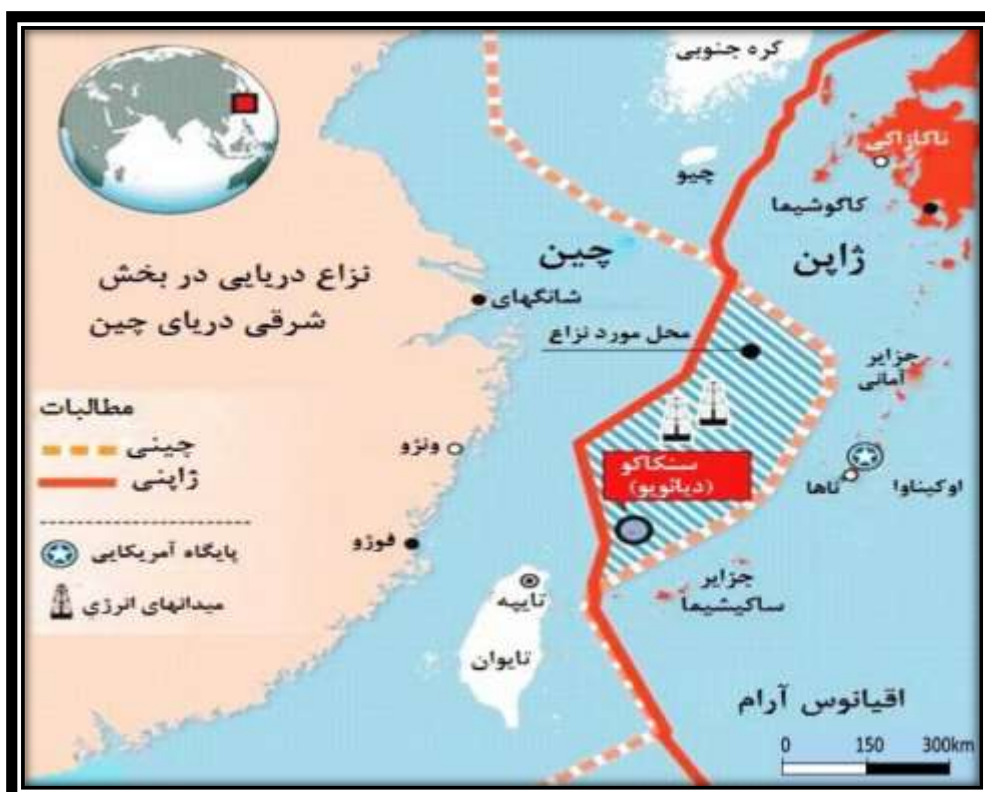 کره جنوبی
ناکازاکی
چیو
کاگوشیما
چین
ژاپن
نزاع دریایی در بخش
شرقی دریای چین
شانگهای
محل مورد نزاع
جزایر
آمانی
مطالبات
چینی
ژاپنی
ونژو
سنکاکو
(دیائویو)
ناها
اوکیناوا
پایگاه آمریکایی
فوژو
میدانهای انرژی
جزایر
ساکیشیما
تایپه
تایوان
اقیانوس آرام
0 150 300km